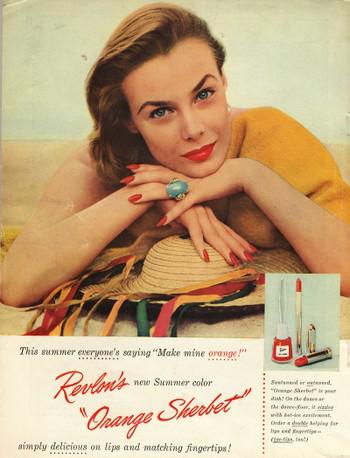 This summer everyone's saying "Make mine orange!"
Revlon's new Summer color
"Orange Sherbet"
simply delicious on lips and matching fingertips!
Suntanned or untanned,
"Orange Sherbet" is your
dish! On the dance-or
the dance-floor, it sizzles
with hot-ice excitement.
Order a double helping for
lips and fingertips—
(toe-tips, too!)